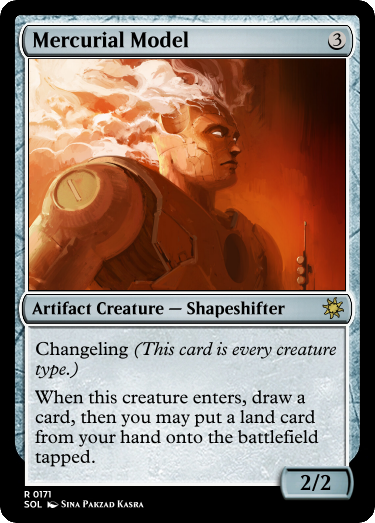 Mercurial Model 3
Artifact Creature — Shapeshifter
Changeling (This card is every creature
type.)
When this creature enters, draw a
card, then you may put a land card
from your hand onto the battlefield
tapped.
2/2
R 0171
SOL Sina Pakzad Kasra